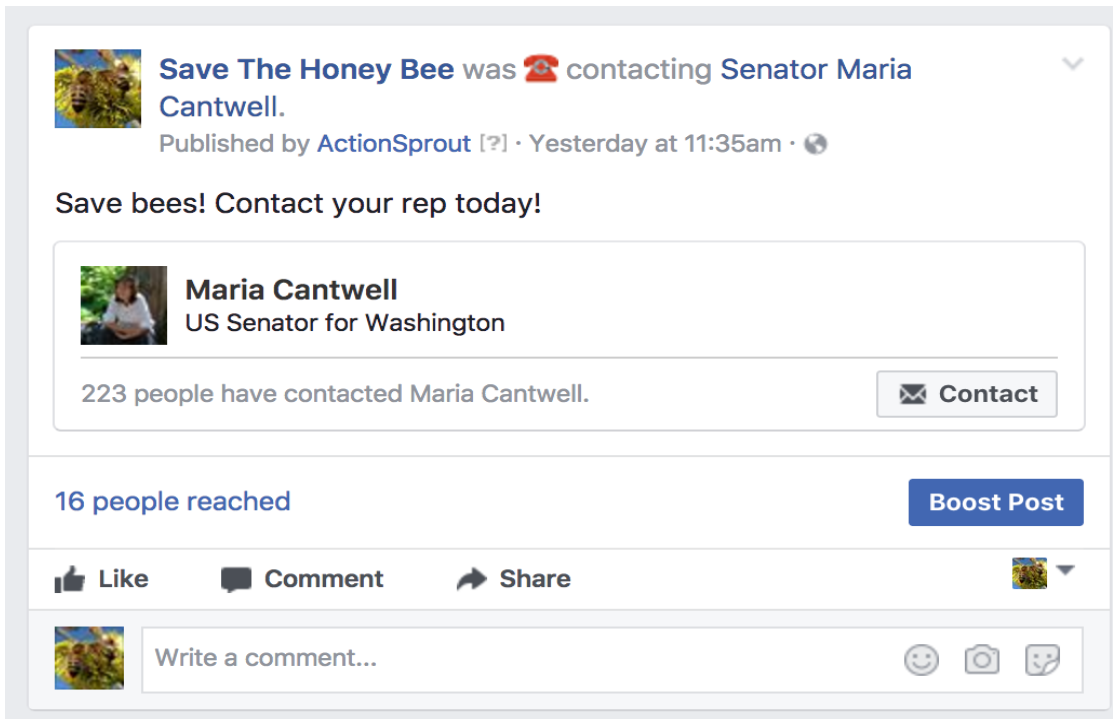 Save The Honey Bee was ☎ contacting Senator Maria
Cantwell.
Published by ActionSprout [?] · Yesterday at 11:35am ·
Save bees! Contact your rep today!
Maria Cantwell
US Senator for Washington
223 people have contacted Maria Cantwell.
Contact
16 people reached
Boost Post
Like Comment Share
Write a comment...